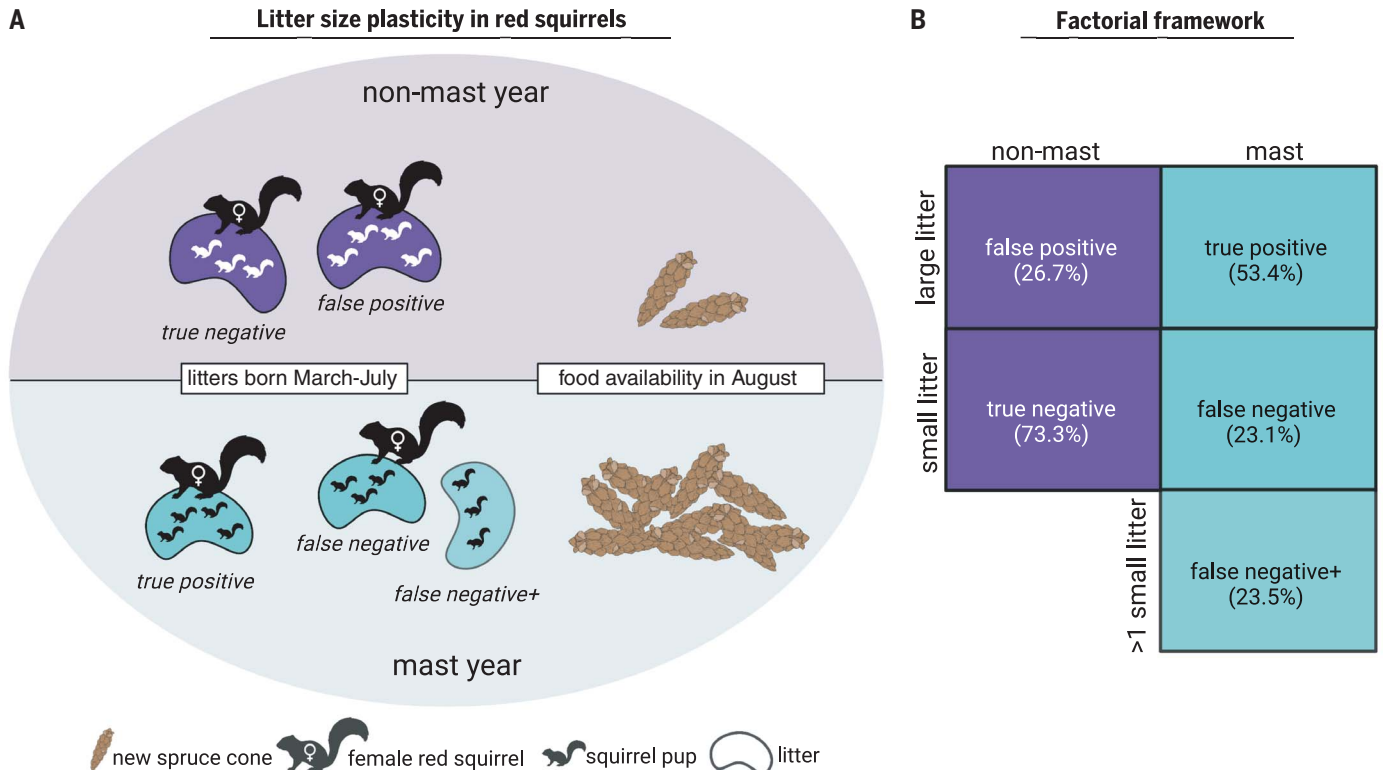 A
Litter size plasticity in red squirrels
non-mast year
♀
♀
true negative
false positive
litters born March-July
food availability in August
♀
♀
true positive
false negative
false negative+
mast year
new spruce cone
♀
female red squirrel
squirrel pup
litter
B
Factorial framework
non-mast
mast
large litter
false positive
(26.7%)
true positive
(53.4%)
small litter
true negative
(73.3%)
false negative
(23.1%)
>1 small litter
false negative+
(23.5%)